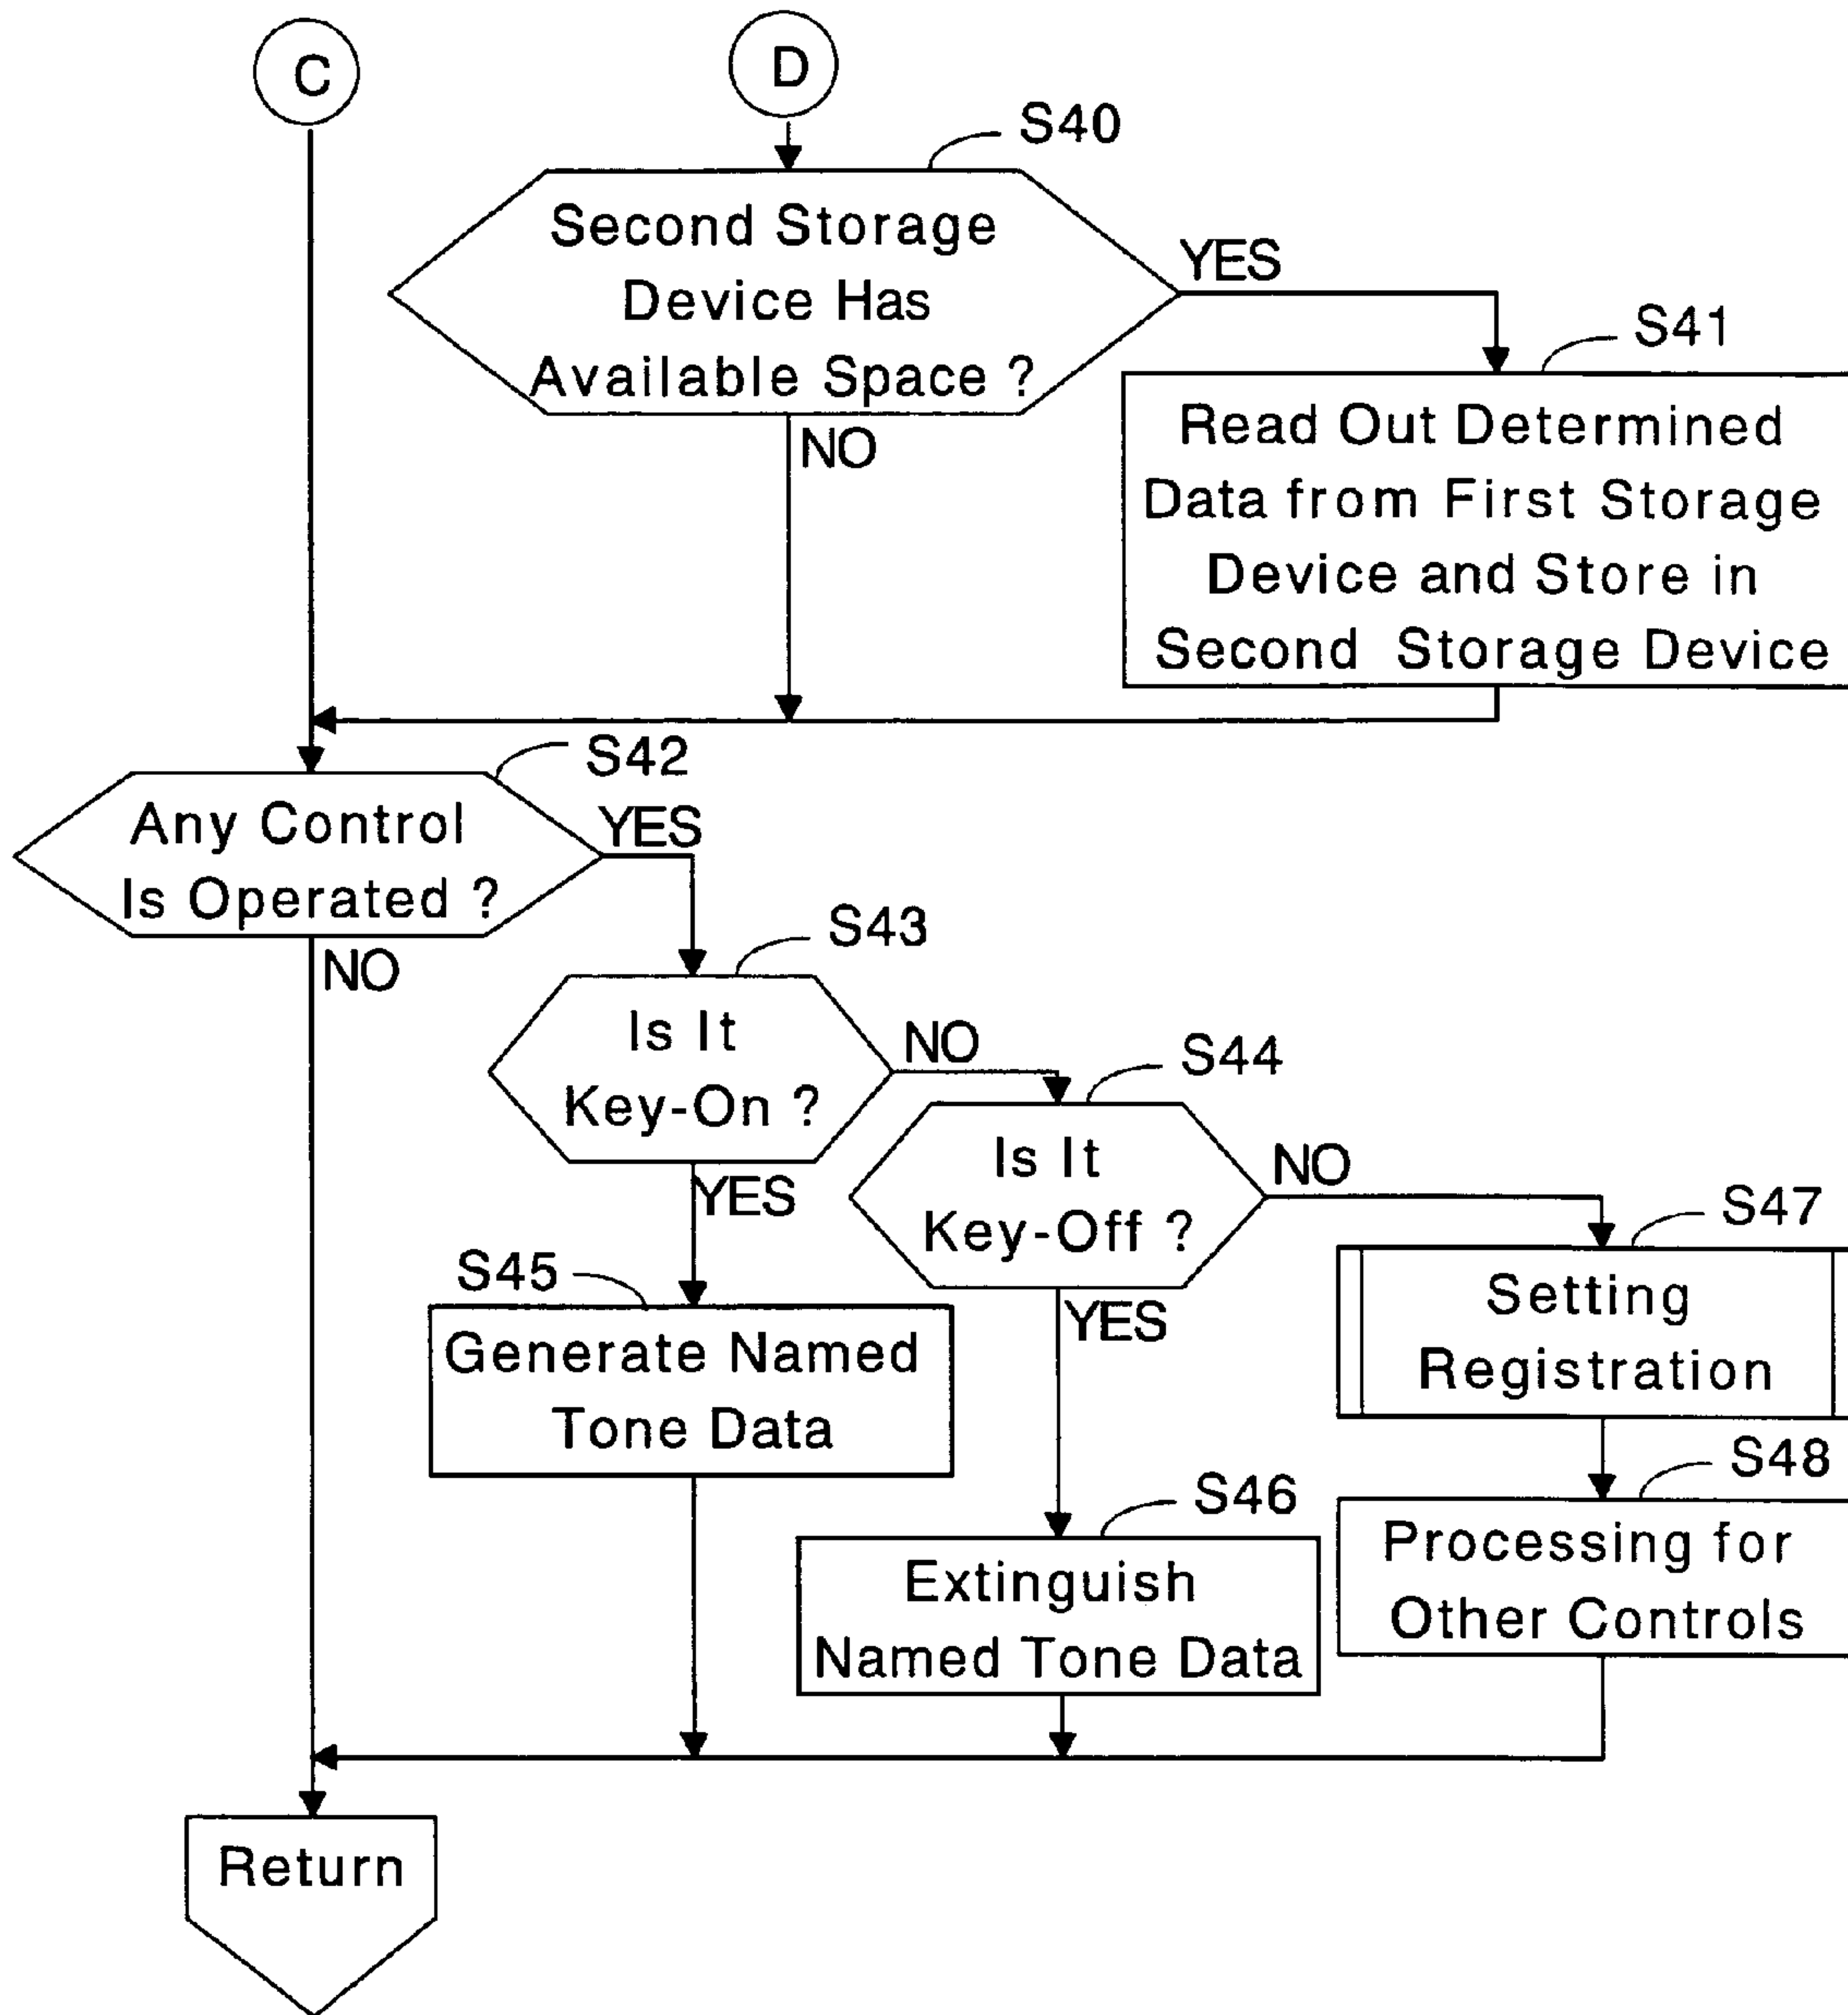 C
D
S40
Second Storage
Device Has
Available Space ?
YES
NO
S41
Read Out Determined
Data from First Storage
Device and Store in
Second Storage Device
S42
Any Control
Is Operated ?
YES
NO
S43
Is It
Key-On ?
NO
YES
S44
Is It
Key-Off ?
NO
YES
S45
Generate Named
Tone Data
S46
Extinguish
Named Tone Data
S47
Setting
Registration
S48
Processing for
Other Controls
Return